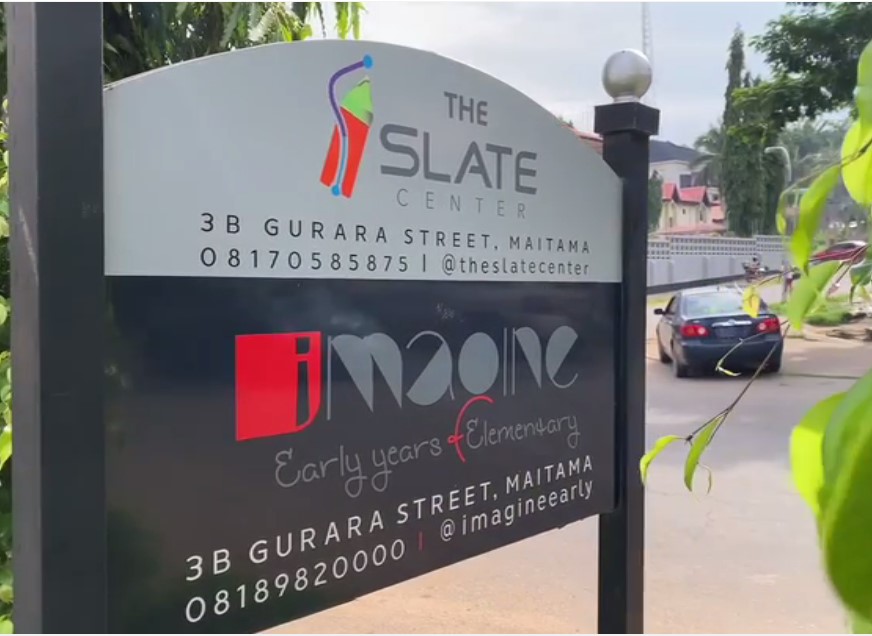 THE
SLATE
CENTER
3B GURARA STREET, MAITAMA
08170585875 | @theslatecenter
imagine
Early years & Elementary
3B GURARA STREET, MAITAMA
08189820000 | @imagineearly